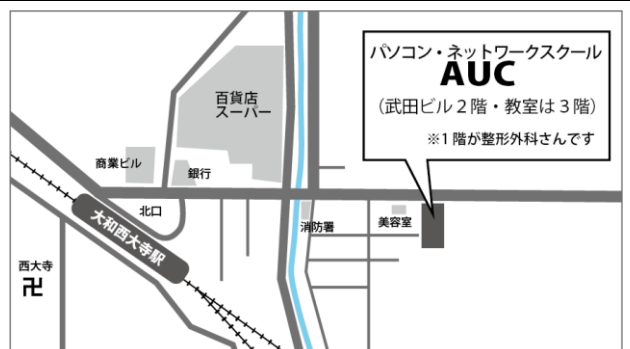 パソコン・ネットワークスクール
AUC
（武田ビル２階・教室は３階）
※１階が整形外科さんです
百貨店
スーパー
商業ビル
銀行
北口
大和西大寺駅
消防署
美容室
西大寺
卍